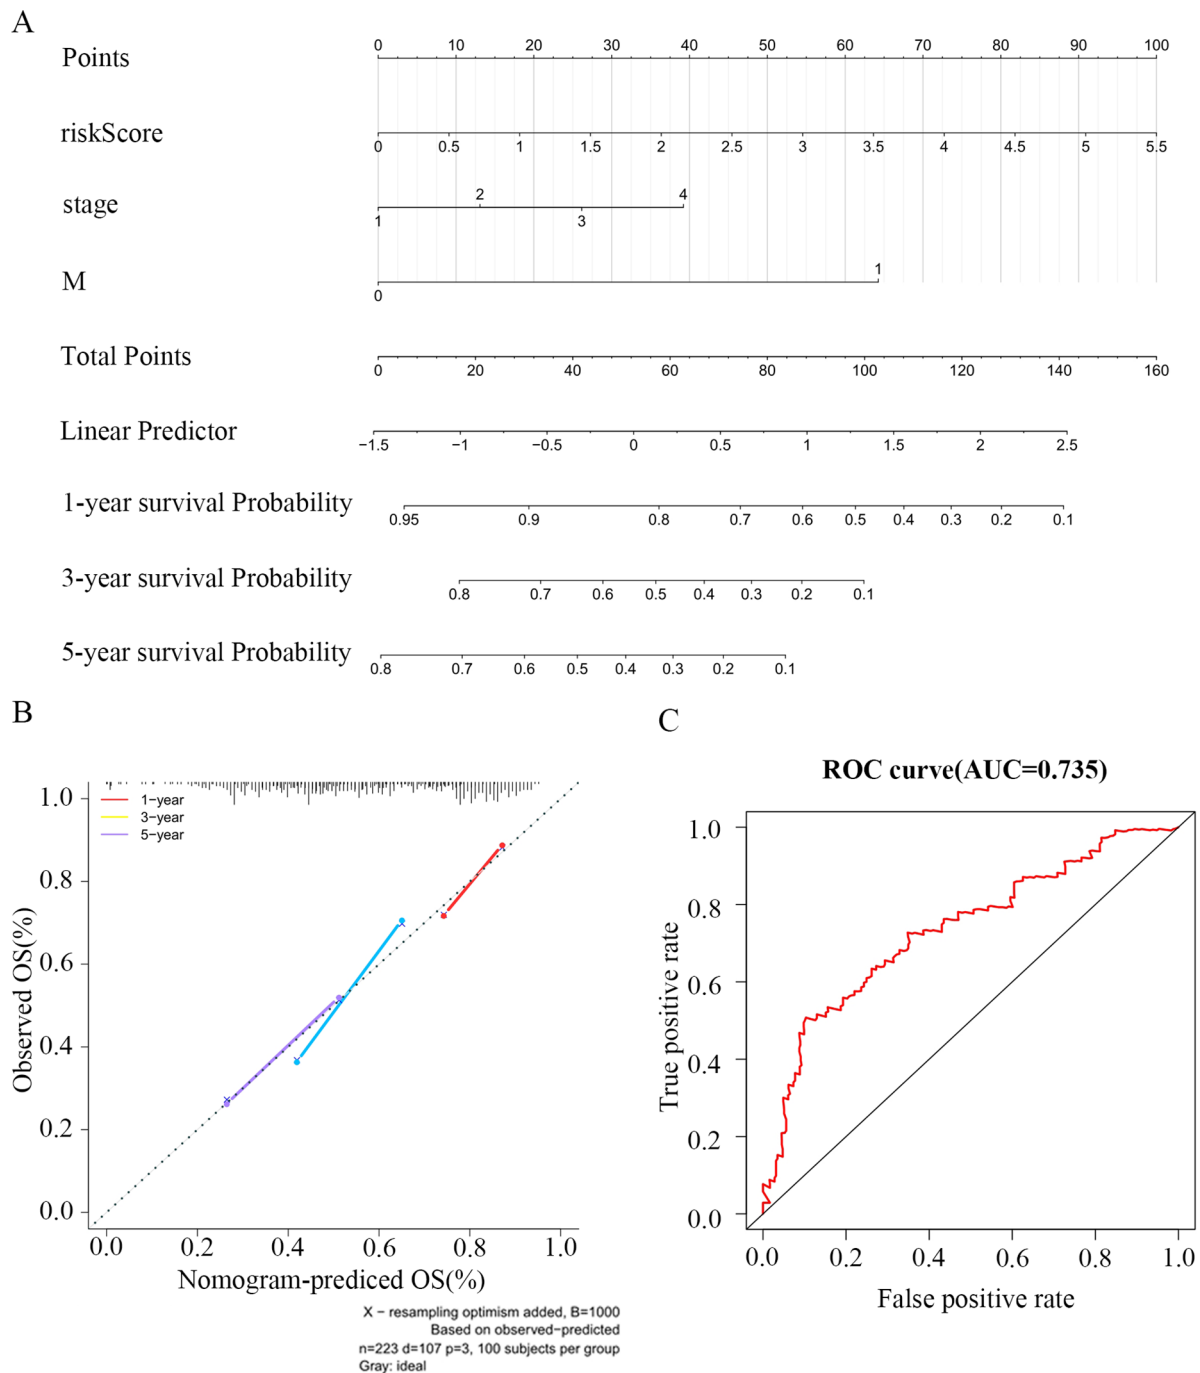 A
Points
0 10 20 30 40 50 60 70 80 90 100
riskScore
0 0.5 1 1.5 2 2.5 3 3.5 4 4.5 5 5.5
stage
2 4
1 3
M
1
0
Total Points
0 20 40 60 80 100 120 140 160
Linear Predictor
−1.5 −1 −0.5 0 0.5 1 1.5 2 2.5
1-year survival Probability
0.95 0.9 0.8 0.7 0.6 0.5 0.4 0.3 0.2 0.1
3-year survival Probability
0.8 0.7 0.6 0.5 0.4 0.3 0.2 0.1
5-year survival Probability
0.8 0.7 0.6 0.5 0.4 0.3 0.2 0.1
B
1.0
0.8
0.6
0.4
0.2
0.0
Observed OS(%)
1−year
3−year
5−year
0.0 0.2 0.4 0.6 0.8 1.0
Nomogram-prediced OS(%)
X − resampling optimism added, B=1000
Based on observed−predicted
n=223 d=107 p=3, 100 subjects per group
Gray: ideal
C
ROC curve(AUC=0.735)
1.0
0.8
0.6
0.4
0.2
0.0
True positive rate
0.0 0.2 0.4 0.6 0.8 1.0
False positive rate